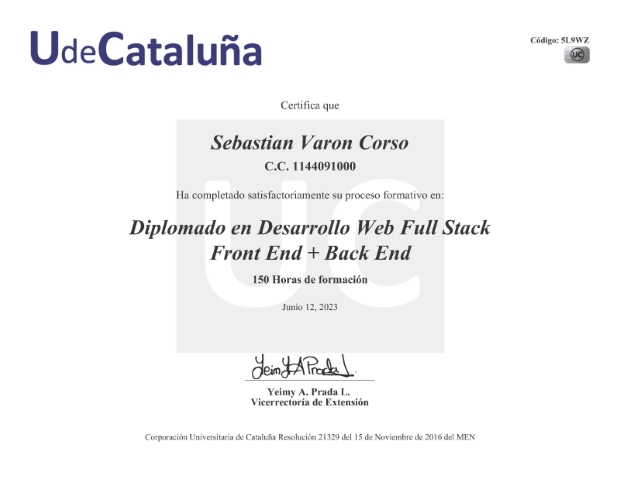 UdeCataluña
Código: 5L9WZ
UC
Certifica que
Sebastian Varon Corso
C.C. 1144091000
Ha completado satisfactoriamente su proceso formativo en:
Diplomado en Desarrollo Web Full Stack
Front End + Back End
150 Horas de formación
Junio 12, 2023
UC
Yeimy A Prada L.
Yeimy A. Prada L.
Vicerrectoría de Extensión
Corporación Universitaria de Cataluña Resolución 21329 del 15 de Noviembre de 2016 del MEN